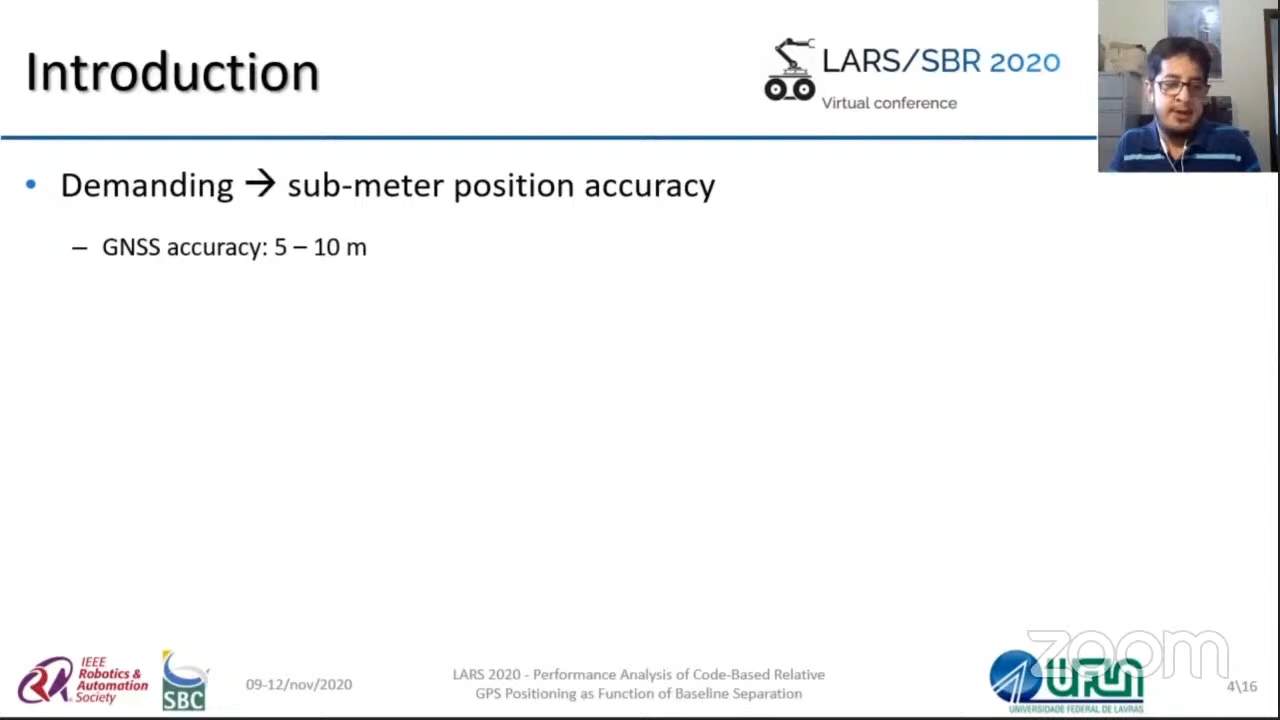 Introduction
LARS/SBR 2020
Virtual conference
• Demanding → sub-meter position accuracy
– GNSS accuracy: 5 – 10 m
IEEE
Robotics &
Automation
Society
SBC
09-12/nov/2020
LARS 2020 - Performance Analysis of Code-Based Relative
GPS Positioning as Function of Baseline Separation
zoom
UFLA
UNIVERSIDADE FEDERAL DE LAVRAS
4\16